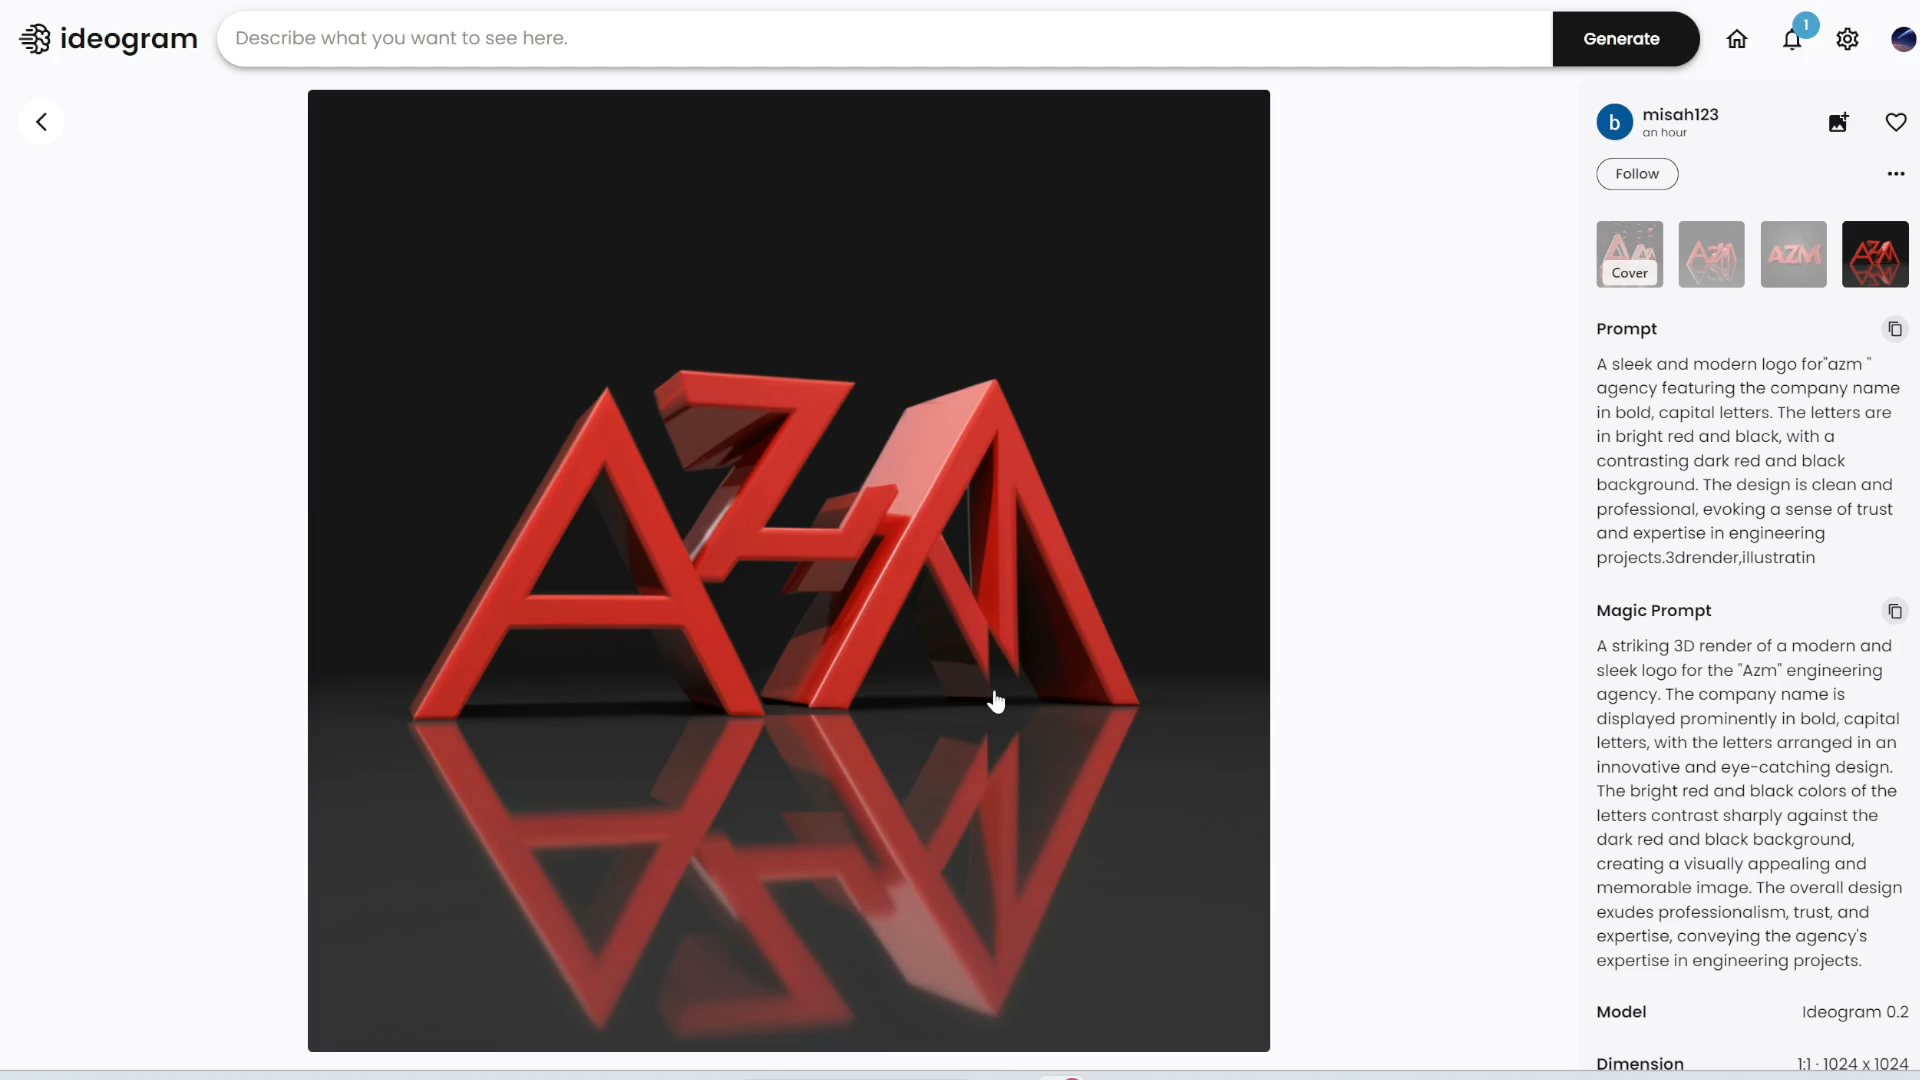 ideogram
Describe what you want to see here.
Generate
1
b
misah123
an hour
Follow
AZM
Cover
AZM
Prompt
A sleek and modern logo for"azm "
agency featuring the company name
in bold, capital letters. The letters are
in bright red and black, with a
contrasting dark red and black
background. The design is clean and
professional, evoking a sense of trust
and expertise in engineering
projects.3drender,illustratin
Magic Prompt
A striking 3D render of a modern and
sleek logo for the "Azm" engineering
agency. The company name is
displayed prominently in bold, capital
letters, with the letters arranged in an
innovative and eye-catching design.
The bright red and black colors of the
letters contrast sharply against the
dark red and black background,
creating a visually appealing and
memorable image. The overall design
exudes professionalism, trust, and
expertise, conveying the agency's
expertise in engineering projects.
Model Ideogram 0.2
Dimension 1:1 · 1024 x 1024